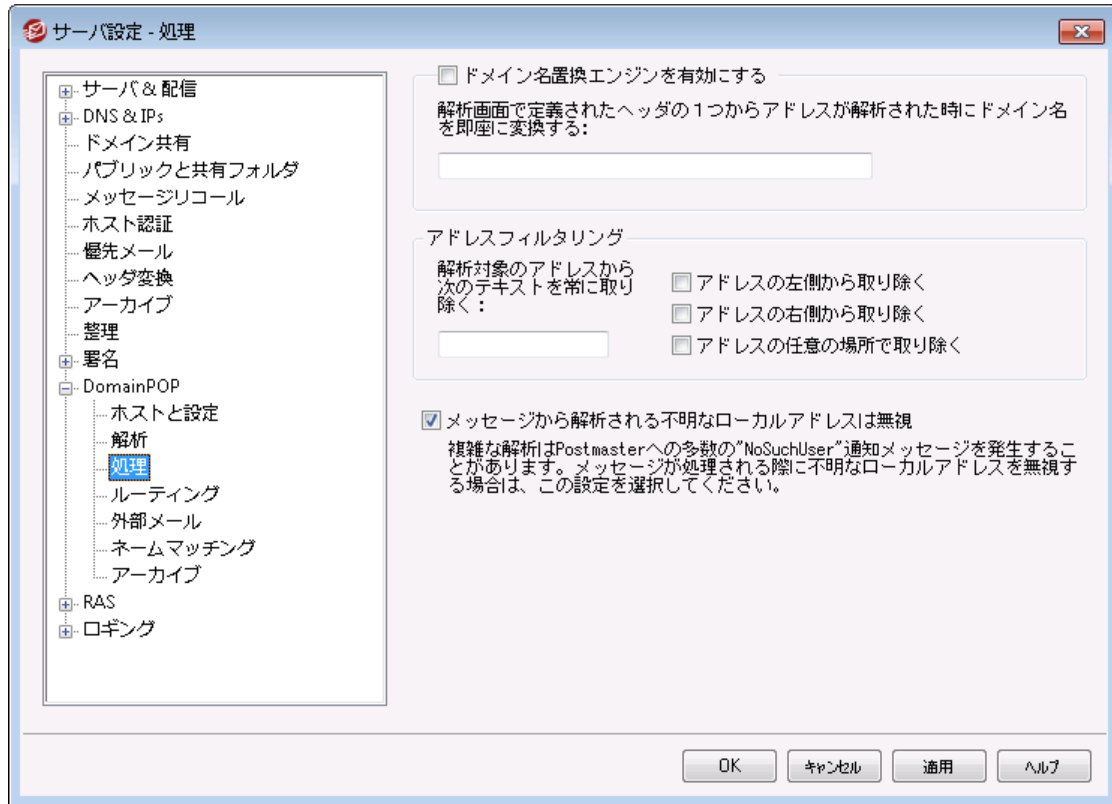 サーバ設定 - 処理
サーバ & 配信
DNS & IPs
ドメイン共有
パブリックと共有フォルダ
メッセージリコール
ホスト認証
優先メール
ヘッダ変換
アーカイブ
整理
署名
DomainPOP
ホストと設定
解析
処理
ルーティング
外部メール
ネームマッチング
アーカイブ
RAS
ロギング
ドメイン名置換エンジンを有効にする
解析画面で定義されたヘッダの1つからアドレスが解析された時にドメイン名
を即座に変換する:
アドレスフィルタリング
解析対象のアドレスから
次のテキストを常に取り
除く:
アドレスの左側から取り除く
アドレスの右側から取り除く
アドレスの任意の場所で取り除く
メッセージから解析される不明なローカルアドレスは無視
複雑な解析はPostmasterへの多数の"NoSuchUser"通知メッセージを発生するこ
とがあります。メッセージが処理される際に不明なローカルアドレスを無視す
る場合は、この設定を選択してください。
OK
キャンセル
適用
ヘルプ